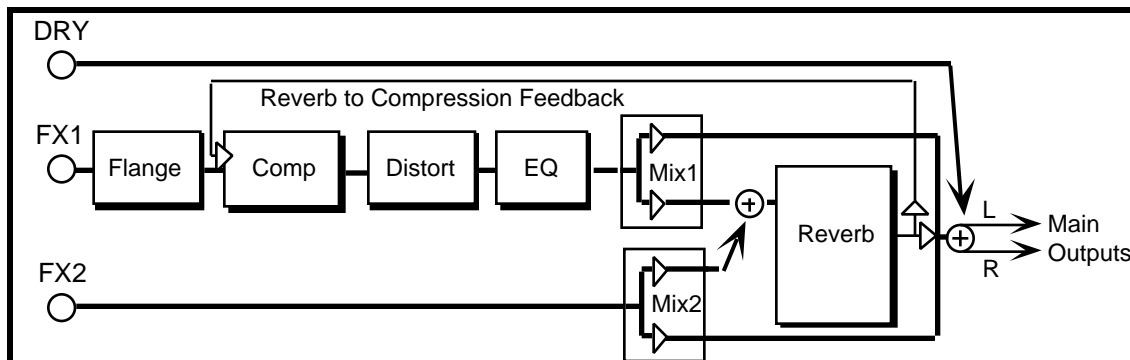 DRY
Reverb to Compression Feedback
FX1
Flange
Comp
Distort
EQ
Mix1
Reverb
L
Main
Outputs
R
FX2
Mix2